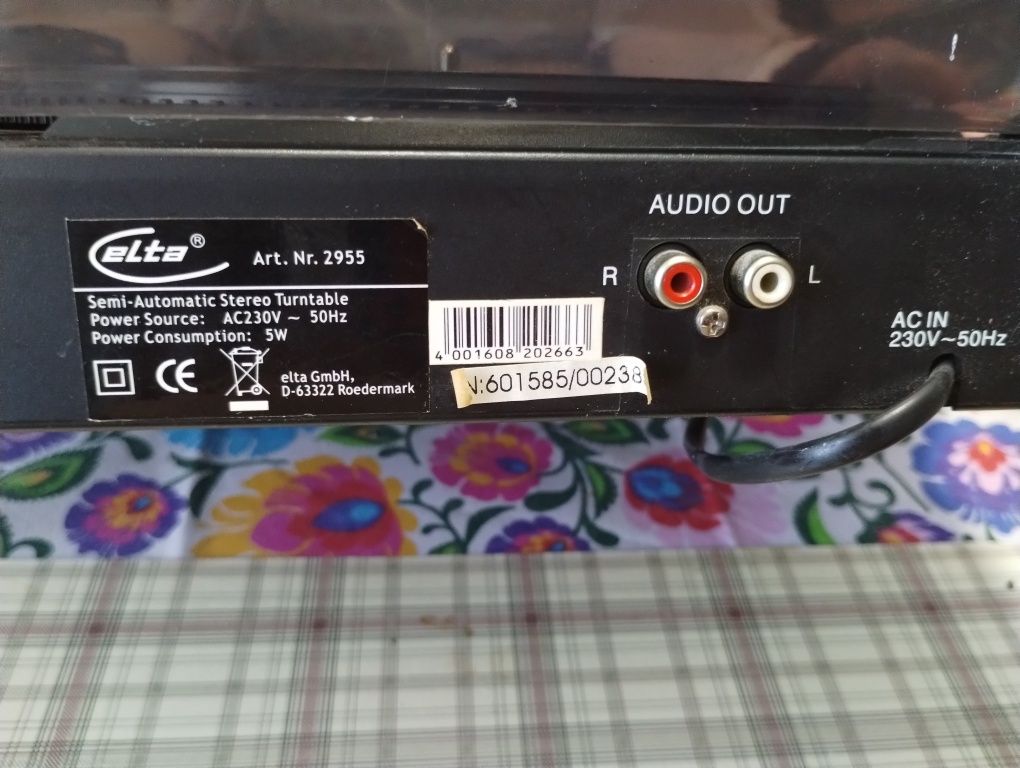 elta® Art. Nr. 2955
Semi-Automatic Stereo Turntable
Power Source: AC230V ~ 50Hz
Power Consumption: 5W
CE
elta GmbH,
D-63322 Roedermark
4 001608 202663
N:601585/00238
AUDIO OUT
R L
AC IN
230V~50Hz